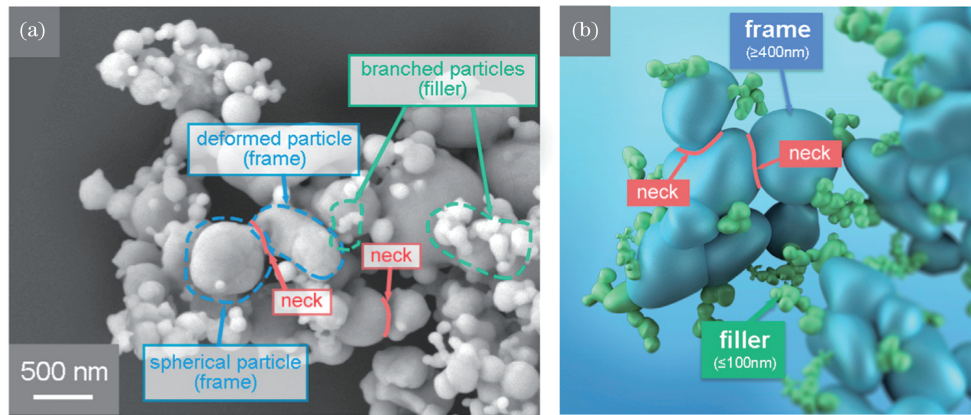 (a)
branched particles
(filler)
deformed particle
(frame)
neck
neck
spherical particle
(frame)
500 nm
(b)
frame
(≥400nm)
neck
neck
filler
(≤100nm)